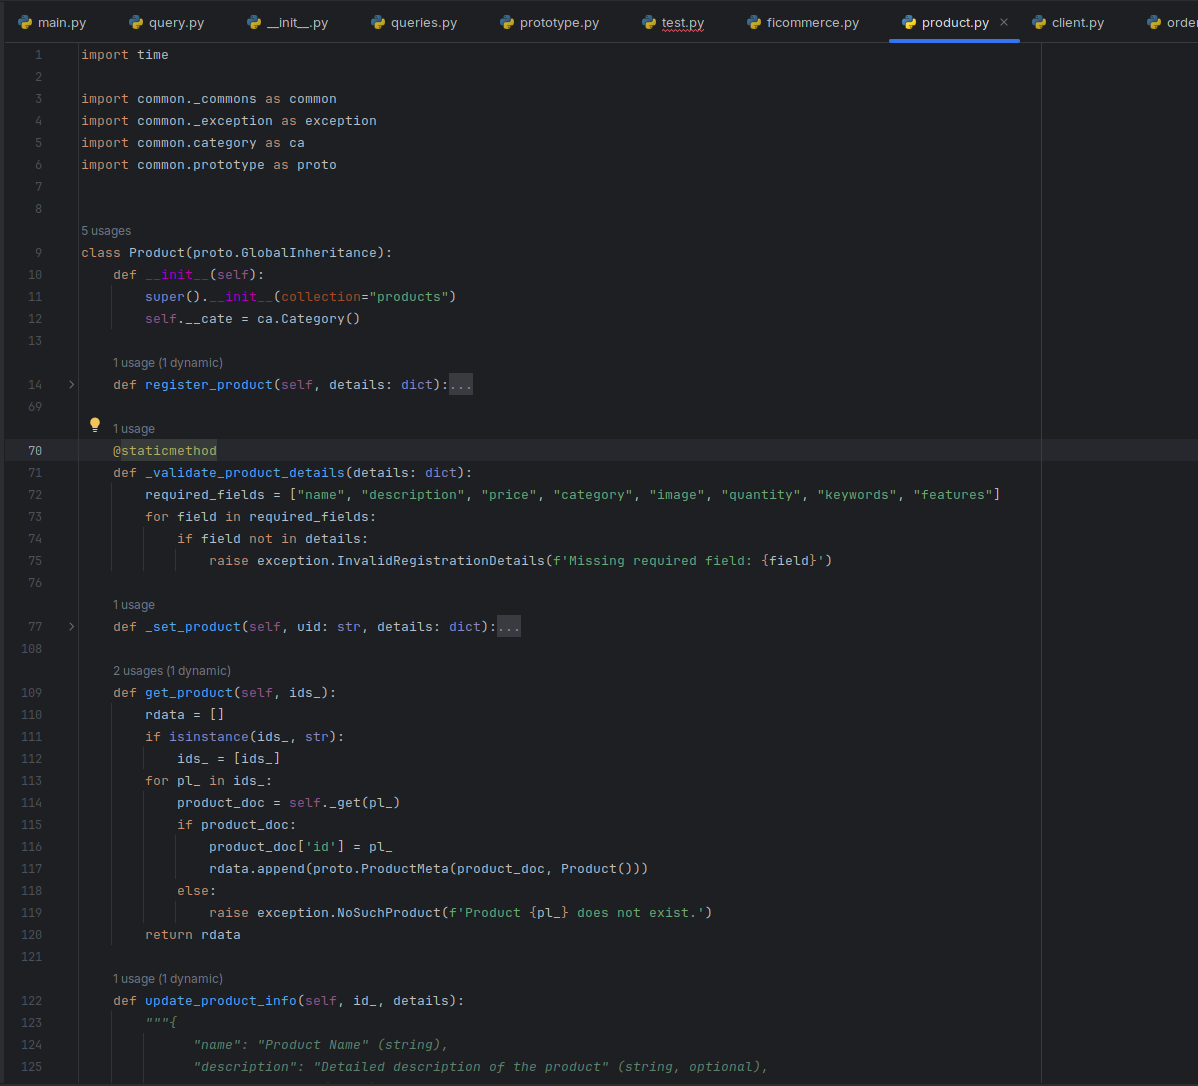 main.py query.py __init__.py queries.py prototype.py test.py ficommerce.py product.py client.py
1 import time
2
3 import common._commons as common
4 import common._exception as exception
5 import common.category as ca
6 import common.prototype as proto
7
8
5 usages
9 class Product(proto.GlobalInheritance):
10 def __init__(self):
11 super().__init__(collection="products")
12 self.__cate = ca.Category()
13
1 usage (1 dynamic)
14 def register_product(self, details: dict):...
69
1 usage
70 @staticmethod
71 def _validate_product_details(details: dict):
72 required_fields = ["name", "description", "price", "category", "image", "quantity", "keywords", "features"]
73 for field in required_fields:
74 if field not in details:
75 raise exception.InvalidRegistrationDetails(f'Missing required field: {field}')
76
1 usage
77 def _set_product(self, uid: str, details: dict):...
108
2 usages (1 dynamic)
109 def get_product(self, ids_):
110 rdata = []
111 if isinstance(ids_, str):
112 ids_ = [ids_]
113 for pl_ in ids_:
114 product_doc = self._get(pl_)
115 if product_doc:
116 product_doc['id'] = pl_
117 rdata.append(proto.ProductMeta(product_doc, Product()))
118 else:
119 raise exception.NoSuchProduct(f'Product {pl_} does not exist.')
120 return rdata
121
1 usage (1 dynamic)
122 def update_product_info(self, id_, details):
123 """{
124 "name": "Product Name" (string),
125 "description": "Detailed description of the product" (string, optional),